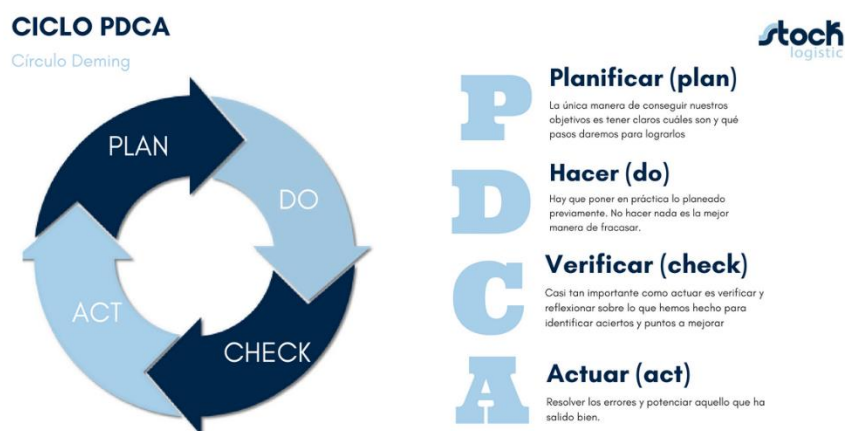 CICLO PDCA
Círculo Deming
PLAN
DO
CHECK
ACT
stock
logistic
P
Planificar (plan)
La única manera de conseguir nuestros
objetivos es tener claros cuáles son y qué
pasos daremos para lograrlos
D
Hacer (do)
Hay que poner en práctica lo planeado
previamente. No hacer nada es la mejor
manera de fracasar.
C
Verificar (check)
Casi tan importante como actuar es verificar y
reflexionar sobre lo que hemos hecho para
identificar aciertos y puntos a mejorar
A
Actuar (act)
Resolver los errores y potenciar aquello que ha
salido bien.